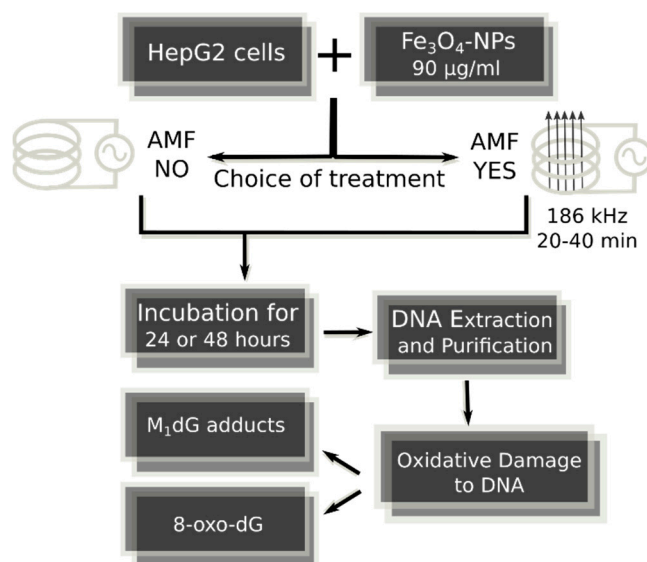 HepG2 cells
+
Fe₃O₄-NPs
90 µg/ml
AMF
NO
Choice of treatment
AMF
YES
186 kHz
20-40 min
Incubation for
24 or 48 hours
DNA Extraction
and Purification
M₁dG adducts
Oxidative Damage
to DNA
8-oxo-dG